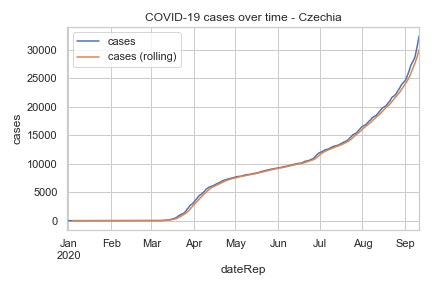 COVID-19 cases over time - Czechia
cases
cases (rolling)
30000
25000
20000
15000
10000
5000
0
cases
Jan Feb Mar Apr May Jun Jul Aug Sep
2020
dateRep